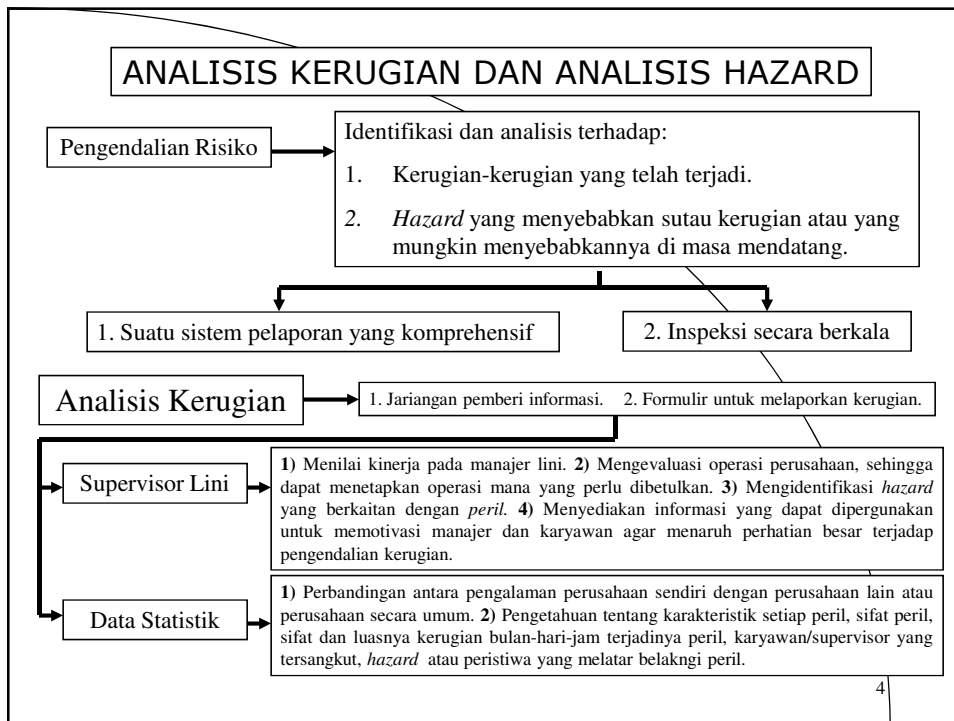 ANALISIS KERUGIAN DAN ANALISIS HAZARD
Pengendalian Risiko
Identifikasi dan analisis terhadap:
1. Kerugian-kerugian yang telah terjadi.
2. Hazard yang menyebabkan sutau kerugian atau yang
mungkin menyebabkannya di masa mendatang.
1. Suatu sistem pelaporan yang komprehensif
2. Inspeksi secara berkala
Analisis Kerugian
1. Jariangan pemberi informasi. 2. Formulir untuk melaporkan kerugian.
Supervisor Lini
1) Menilai kinerja pada manajer lini. 2) Mengevaluasi operasi perusahaan, sehingga
dapat menetapkan operasi mana yang perlu dibetulkan. 3) Mengidentifikasi hazard
yang berkaitan dengan peril. 4) Menyediakan informasi yang dapat dipergunakan
untuk memotivasi manajer dan karyawan agar menaruh perhatian besar terjadap
pengendalian kerugian.
Data Statistik
1) Perbandingan antara pengalaman perusahaan sendiri dengan perusahaan lain atau
perusahaan secara umum. 2) Pengetahuan tentang karakteristik setiap peril, sifat peril,
sifat dan luasnya kerugian bulan-hari-jam terjadinya peril, karyawan/supervisor yang
tersangkut, hazard atau peristiwa yang melatar belakngi peril.
4